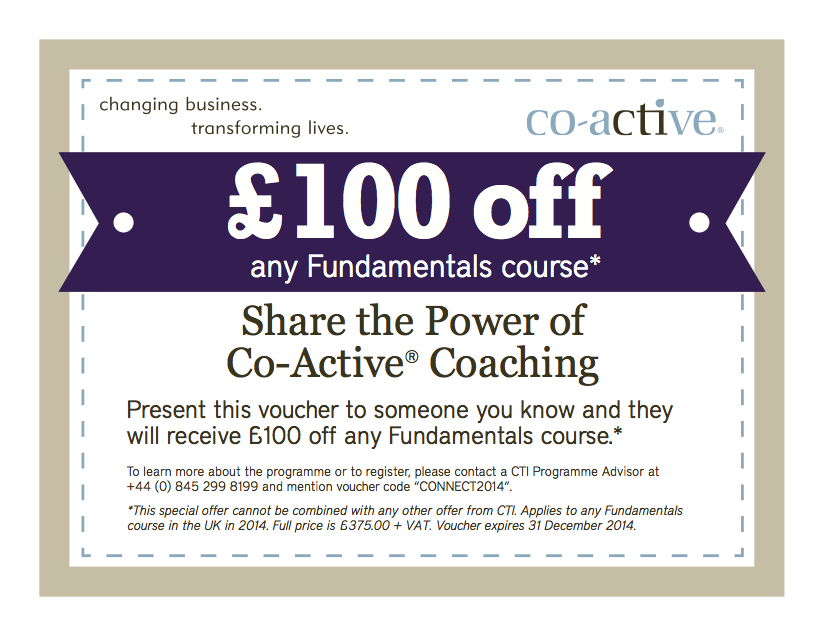 changing business.
transforming lives.
co-active®
£100 off
any Fundamentals course*
Share the Power of
Co-Active® Coaching
Present this voucher to someone you know and they
will receive £100 off any Fundamentals course.*
To learn more about the programme or to register, please contact a CTI Programme Advisor at
+44 (0) 845 299 8199 and mention voucher code “CONNECT2014”.
*This special offer cannot be combined with any other offer from CTI. Applies to any Fundamentals
course in the UK in 2014. Full price is £375.00 + VAT. Voucher expires 31 December 2014.